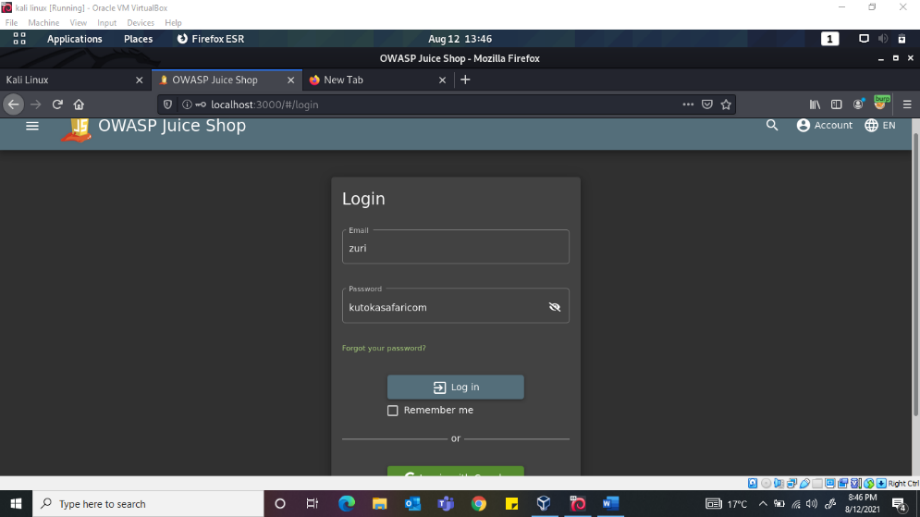 kali linux [Running] - Oracle VM VirtualBox
File Machine View Input Devices Help
Applications Places Firefox ESR Aug 12 13:46 1
OWASP Juice Shop - Mozilla Firefox
Kali Linux OWASP Juice Shop New Tab
localhost:3000/#/login
OWASP Juice Shop Account EN
Login
Email
zuri
Password
kutokasafaricom
Forgot your password?
Log in
Remember me
or
Right Ctrl
Type here to search 17°C 8:46 PM
8/12/2021